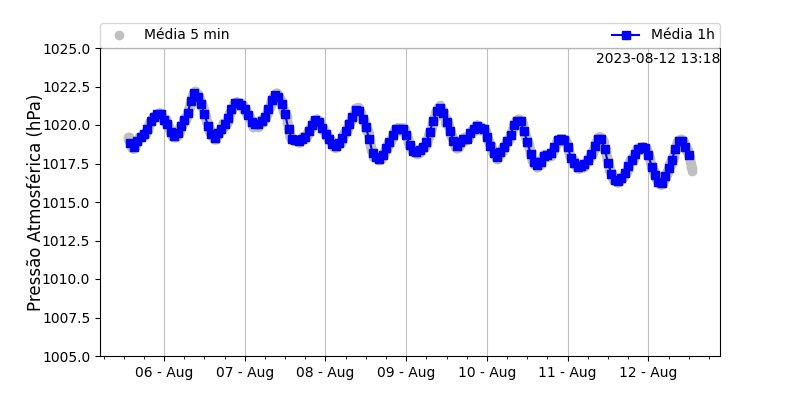 Média 5 min
Média 1h
2023-08-12 13:18
Pressão Atmosférica (hPa)
1025.0
1022.5
1020.0
1017.5
1015.0
1012.5
1010.0
1007.5
1005.0
06 - Aug
07 - Aug
08 - Aug
09 - Aug
10 - Aug
11 - Aug
12 - Aug